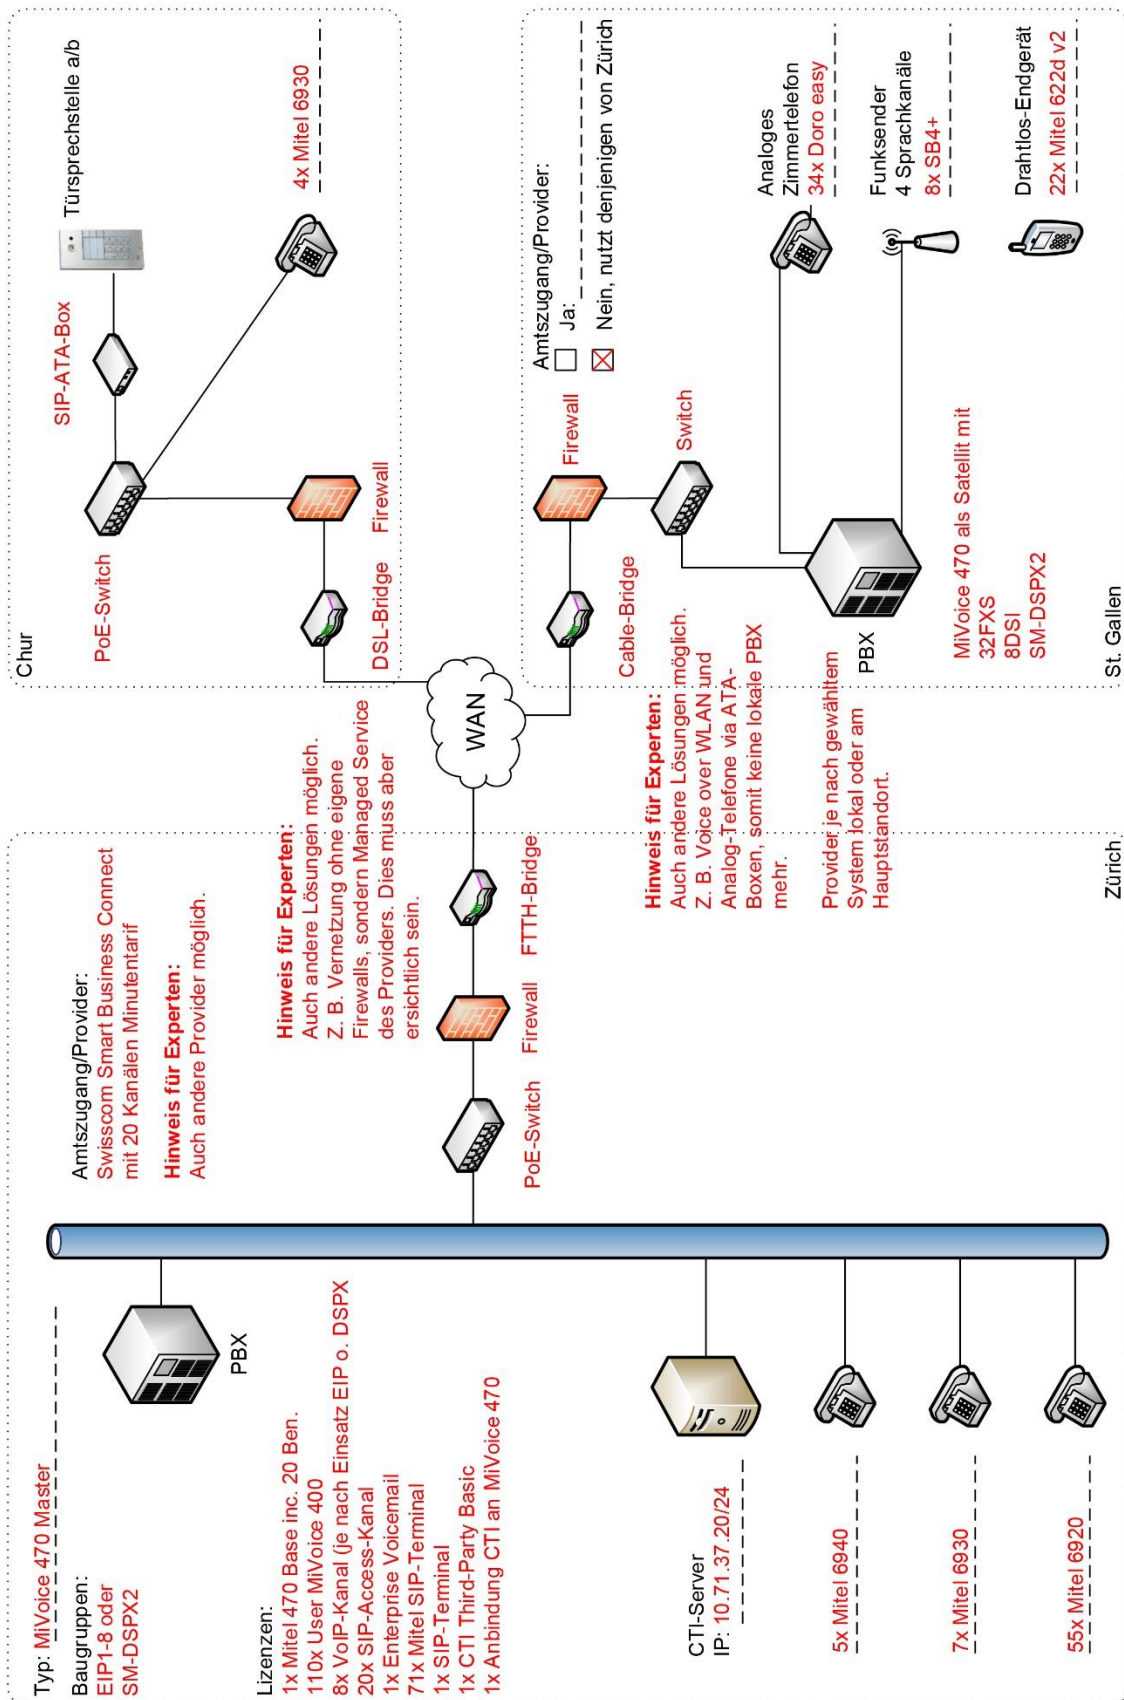 Typ: MiVoice 470 Master
Baugruppen:
EIP1-8 oder
SM-DSPX2
PBX
Lizenzen:
1x Mitel 470 Base inc. 20 Ben.
110x User MiVoice 400
8x VoIP-Kanal (je nach Einsatz EIP o. DSPX
20x SIP-Access-Kanal
1x Enterprise Voicemail
71x Mitel SIP-Terminal
1x SIP-Terminal
1x CTI Third-Party Basic
1x Anbindung CTI an MiVoice 470
CTI-Server
IP: 10.71.37.20/24
5x Mitel 6940
7x Mitel 6930
55x Mitel 6920
Amtszugang/Provider:
Swisscom Smart Business Connect
mit 20 Kanälen Minutentarif
Hinweis für Experten:
Auch andere Provider möglich.
PoE-Switch
Firewall
FTTH-Bridge
Zürich
Hinweis für Experten:
Auch andere Lösungen möglich.
Z. B. Vernetzung ohne eigene
Firewalls, sondern Managed Service
des Providers. Dies muss aber
ersichtlich sein.
WAN
Hinweis für Experten:
Auch andere Lösungen möglich.
Z. B. Voice over WLAN und
Analog-Telefone via ATA-
Boxen, somit keine lokale PBX
mehr.
Provider je nach gewähltem
System lokal oder am
Hauptstandort.
Chur
PoE-Switch
SIP-ATA-Box
Türsprechstelle a/b
DSL-Bridge
Firewall
4x Mitel 6930
Cable-Bridge
Firewall
Switch
Amtszugang/Provider:
Ja:
Nein, nutzt denjenigen von Zürich
PBX
MiVoice 470 als Satellit mit
32FXS
8DSI
SM-DSPX2
Analoges
Zimmertelefon
34x Doro easy
Funksender
4 Sprachkanäle
8x SB4+
Drahtlos-Endgerät
22x Mitel 622d v2
St. Gallen